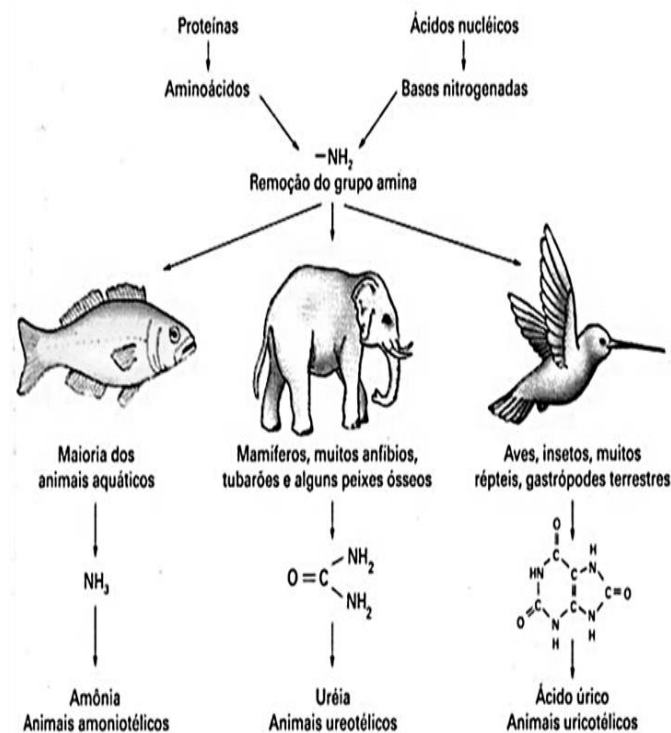 Proteínas
Ácidos nucléicos
Aminoácidos
Bases nitrogenadas
—NH₂
Remoção do grupo amina
Maioria dos
animais aquáticos
Mamíferos, muitos anfíbios,
tubarões e alguns peixes ósseos
Aves, insetos, muitos
répteis, gastrópodes terrestres
NH₃
O=C
NH₂
NH₂
O
C
HN
C
C
O
N
H
C
N
H
N
H
C=O
Amônia
Animais amoniotélicos
Uréia
Animais ureotélicos
Ácido úrico
Animais uricotélicos